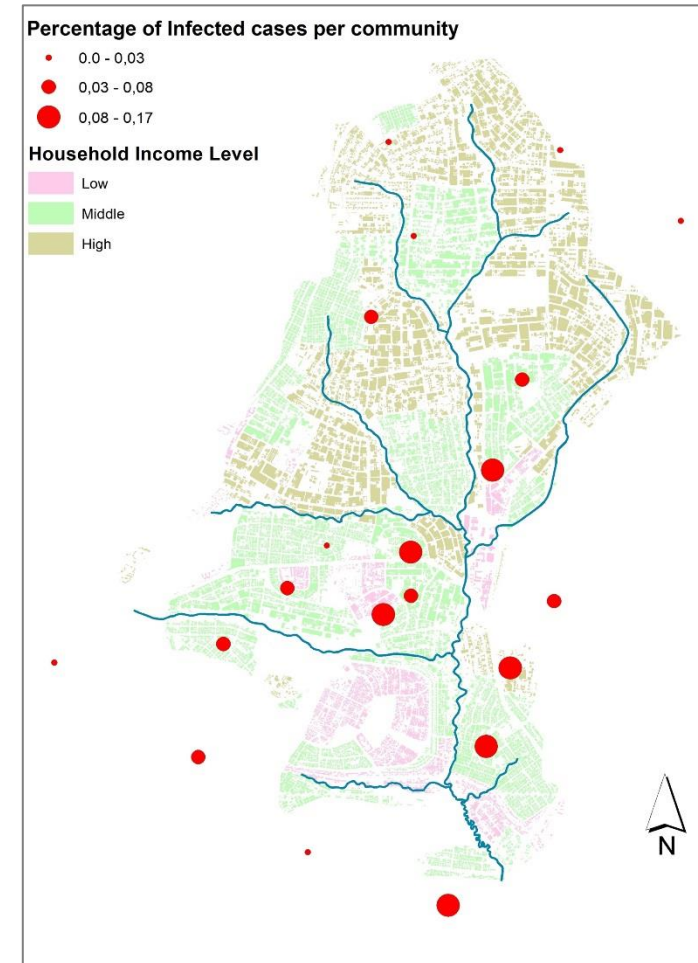 Percentage of Infected cases per community
0.0 - 0,03
0,03 - 0,08
0,08 - 0,17
Household Income Level
Low
Middle
High
N